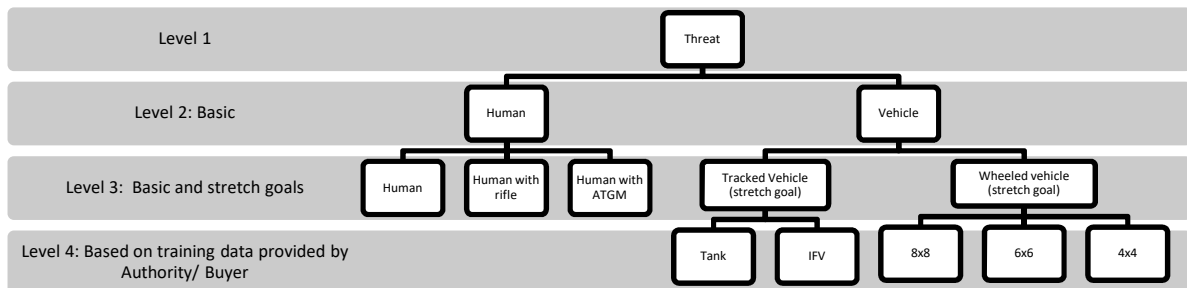 Level 1
Threat
Level 2: Basic
Human
Vehicle
Level 3:  Basic and stretch goals
Human
Human with
rifle
Human with
ATGM
Tracked Vehicle
(stretch goal)
Wheeled vehicle
(stretch goal)
Level 4: Based on training data provided by
Authority/ Buyer
Tank
IFV
8x8
6x6
4x4